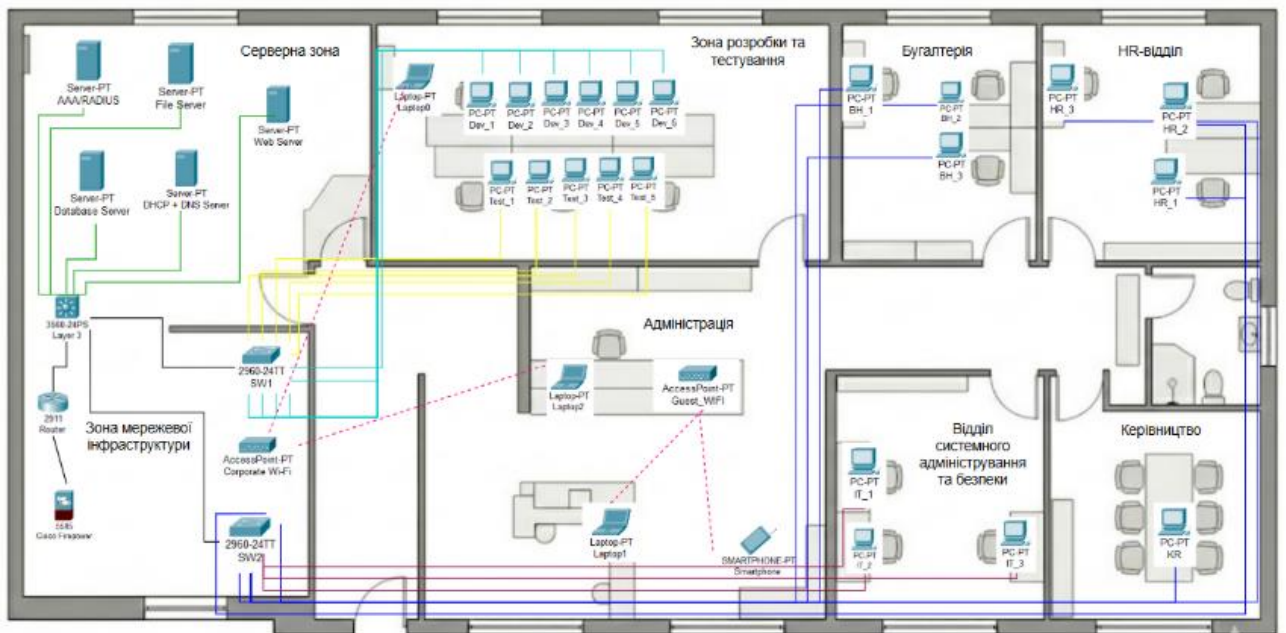 Серверна зона
Server-PT
AAA/RADIUS
Server-PT
File Server
Server-PT
Web Server
Server-PT
Database Server
Server-PT
DHCP + DNS Server
Зона розробки та
тестування
Laptop-PT
Laptop0
PC-PT
Dev_1
PC-PT
Dev_2
PC-PT
Dev_3
PC-PT
Dev_4
PC-PT
Dev_5
PC-PT
Dev_6
PC-PT
Test_1
PC-PT
Test_2
PC-PT
Test_3
PC-PT
Test_4
PC-PT
Test_5
Бугалтерія
PC-PT
BH_1
PC-PT
BH_2
PC-PT
BH_3
HR-відділ
PC-PT
HR_3
PC-PT
HR_2
PC-PT
HR_1
3560-24PS
Layer 3
2960-24TT
SW1
2911
Router
Зона мережевої
інфраструктури
AccessPoint-PT
Corporate Wi-Fi
Cisco Firepower
2960-24TT
SW2
Адміністрація
Laptop-PT
Laptop2
AccessPoint-PT
Guest_WIFI
Laptop-PT
Laptop1
SMARTPHONE-PT
Smartphone
Відділ
системного
адміністрування
та безпеки
PC-PT
IT_1
PC-PT
IT_2
PC-PT
IT_3
Керівництво
PC-PT
KR